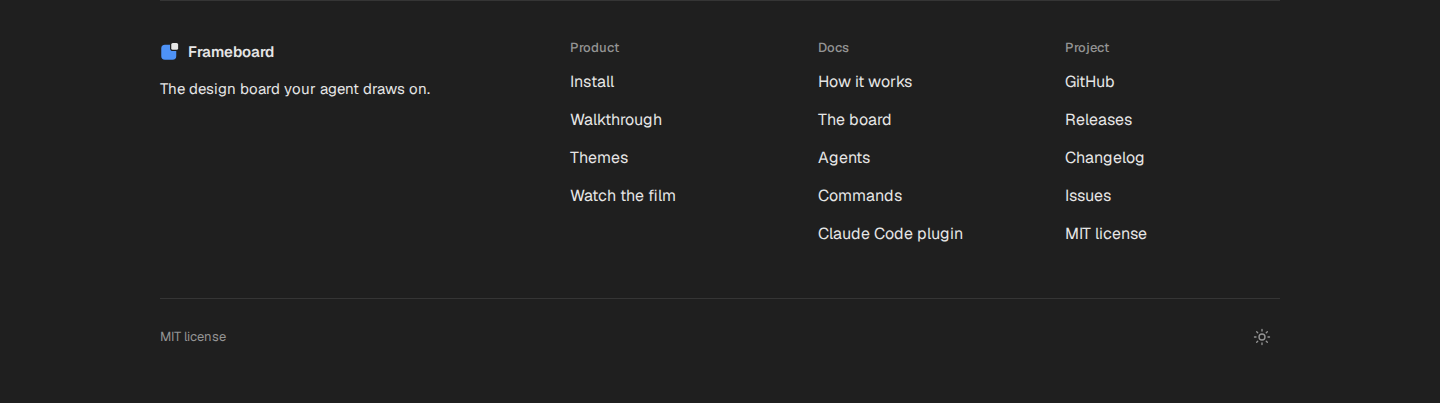 Frameboard
The design board your agent draws on.
Product
Install
Walkthrough
Themes
Watch the film
Docs
How it works
The board
Agents
Commands
Claude Code plugin
Project
GitHub
Releases
Changelog
Issues
MIT license
MIT license